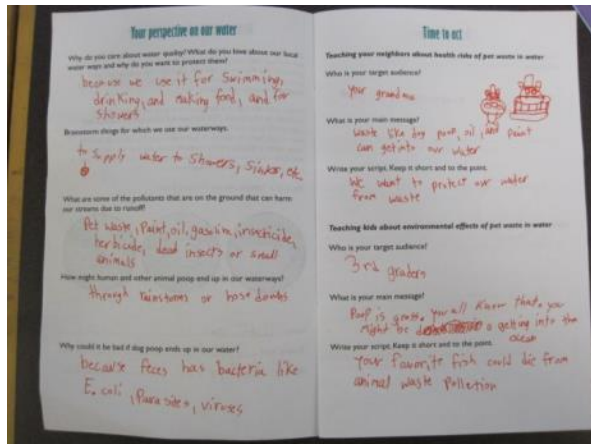 Your perspective on our water
Why do you care about water quality? What do you love about our local
water ways and why do you want to protect them?
because we use it for Swimming,
drinking, and making food, and for
showers
Brainstorm things for which we use our waterways.
to supply water to showers, Sinks, etc.
What are some of the pollutants that are on the ground that can harm
our streams due to runoff?
Pet waste, Paint, oil, gasoline, insecticide,
herbicide, dead insects or small
animals
How might human and other animal poop end up in our waterways?
through rainstorms or
Why could it be bad if dog poop ends up in our water?
because feces has bacteria like
E. coli, Parasites, viruses
Time to act
Teaching your neighbors about health risks of pet waste in water
Who is your target audience?
Your grandma
What is your main message?
Waste like dog poop, oil, and paint
can get into our water
Write your script. Keep it short and to the point.
We want to protect our water
from waste
Teaching kids about environmental effects of pet waste in water
Who is your target audience?
3rd graders
What is your main message?
Poop is gross. you all know that. you
might be getting into the
ocean
Write your script. Keep it short and to the point.
Your favorite fish could die from
animal waste Pollution